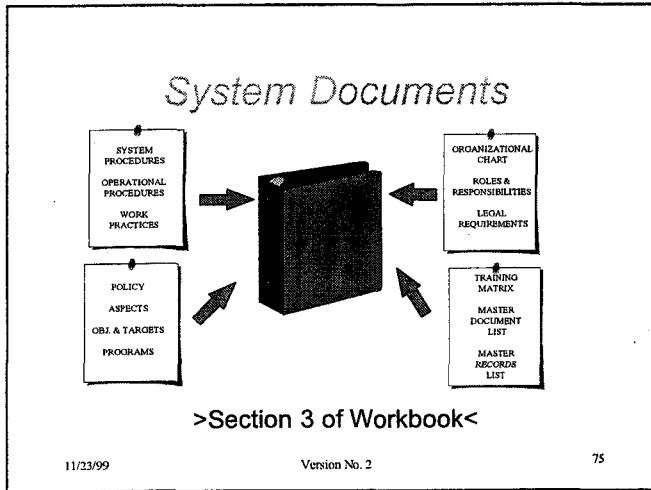 System Documents
SYSTEM
PROCEDURES
OPERATIONAL
PROCEDURES
WORK
PRACTICES
POLICY
ASPECTS
OBJ. & TARGETS
PROGRAMS
ORGANIZATIONAL
CHART
ROLES &
RESPONSIBILITIES
LEGAL
REQUIREMENTS
TRAINING
MATRIX
MASTER
DOCUMENT
LIST
MASTER
RECORDS
LIST
>Section 3 of Workbook<
11/23/99
Version No. 2
75